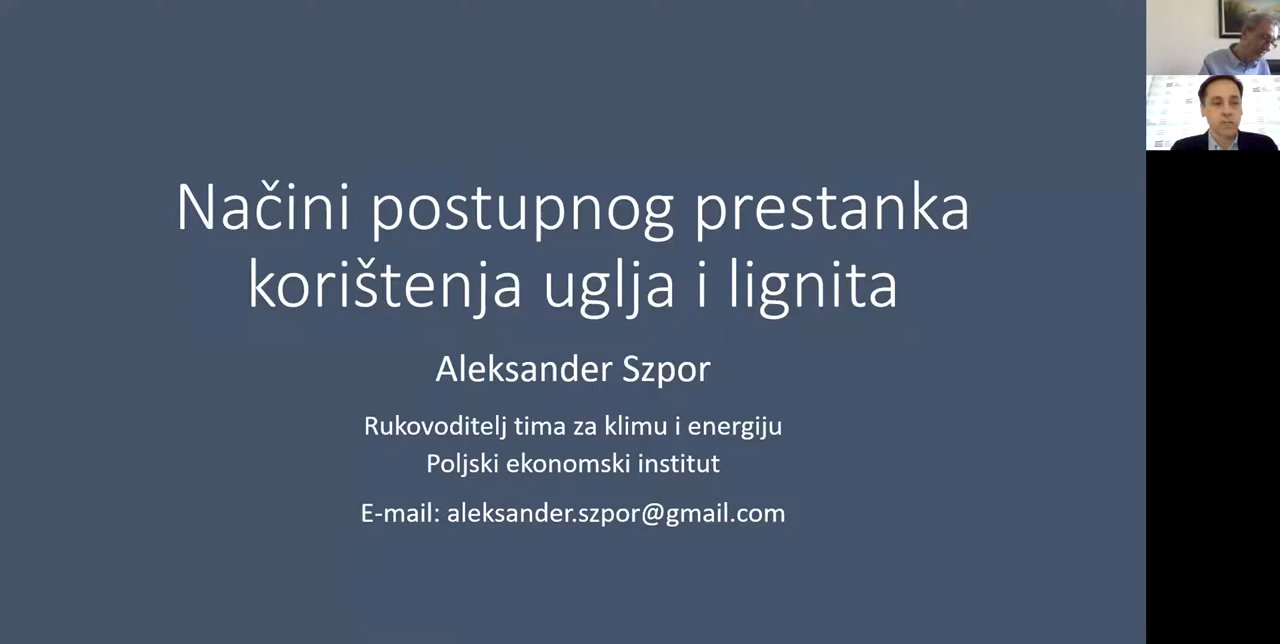 Načini postupnog prestanka
korištenja uglja i lignita
Aleksander Szpor
Rukovoditelj tima za klimu i energiju
Poljski ekonomski institut
E-mail: aleksander.szpor@gmail.com